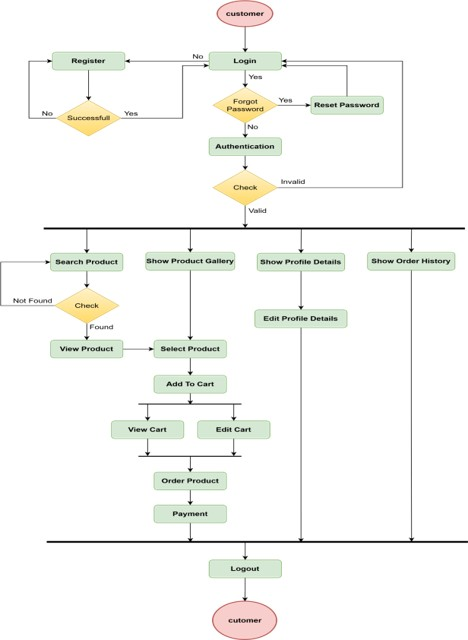 customer
Register
No
Login
Yes
No
Successfull
Yes
Forgot
Password
Yes
Reset Password
No
Authentication
Check
Invalid
Valid
Search Product
Show Product Gallery
Show Profile Details
Show Order History
Not Found
Check
Edit Profile Details
Found
View Product
Select Product
Add To Cart
View Cart
Edit Cart
Order Product
Payment
Logout
cutomer